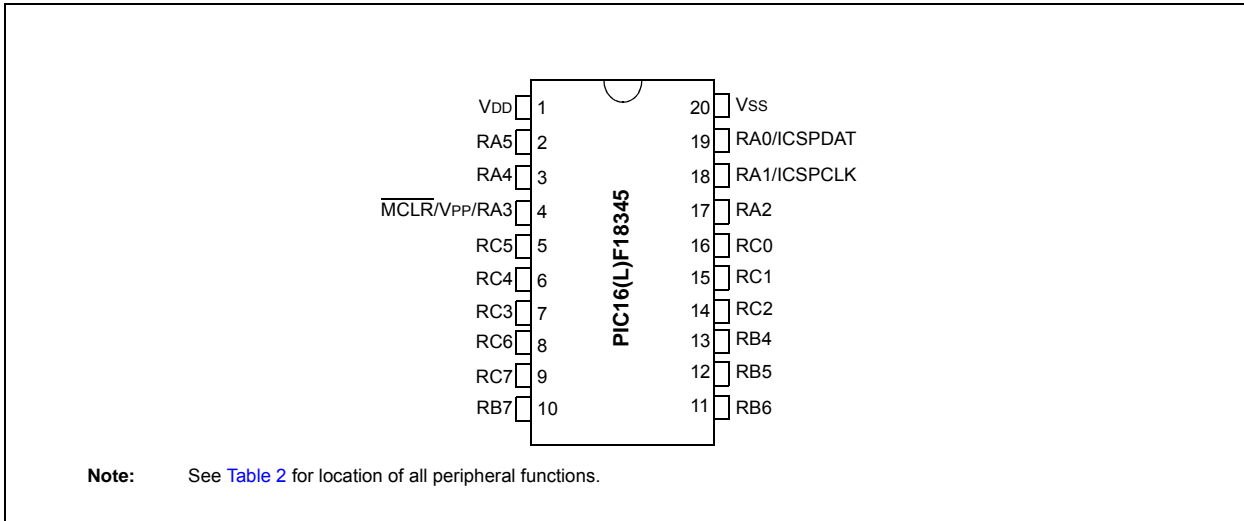 VDD 1 20 VSS
RA5 2 19 RA0/ICSPDAT
RA4 3 18 RA1/ICSPCLK
MCLR/VPP/RA3 4 17 RA2
RC5 5 16 RC0
RC4 6 15 RC1
RC3 7 14 RC2
RC6 8 13 RB4
RC7 9 12 RB5
RB7 10 11 RB6
PIC16(L)F18345
Note: See Table 2 for location of all peripheral functions.